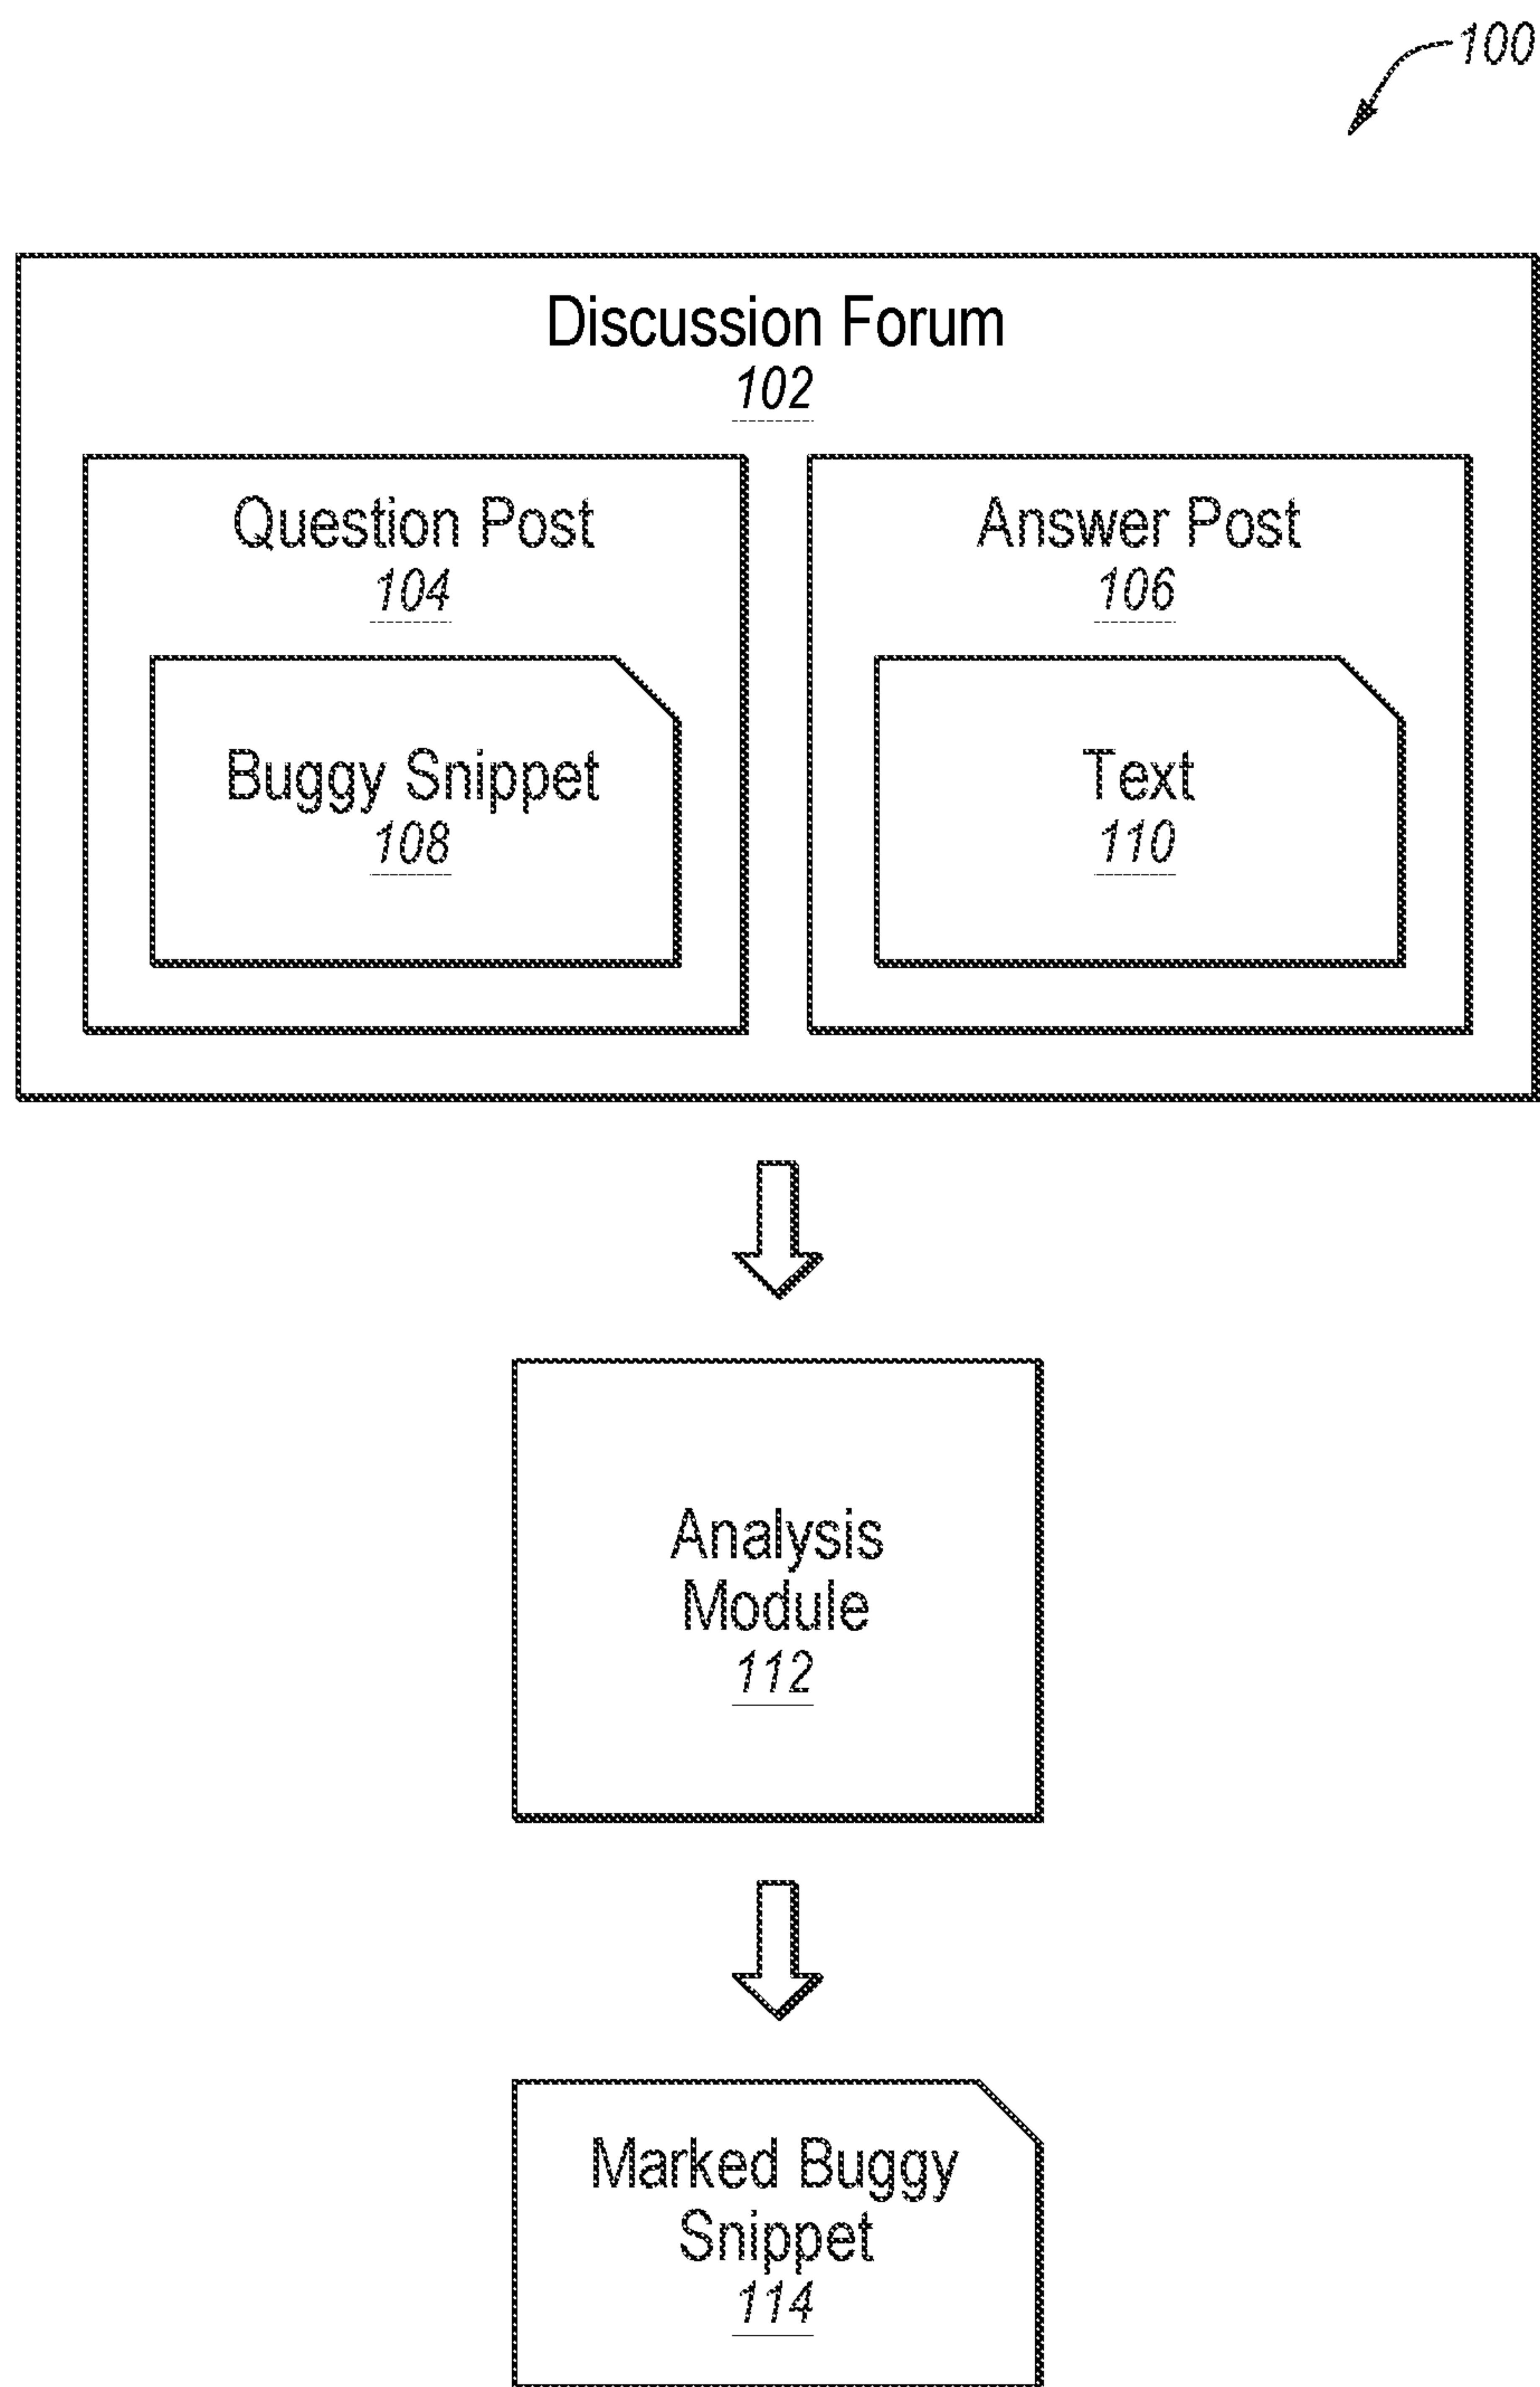 100
Discussion Forum
102
Question Post
104
Buggy Snippet
108
Answer Post
106
Text
110
Analysis
Module
112
Marked Buggy
Snippet
114